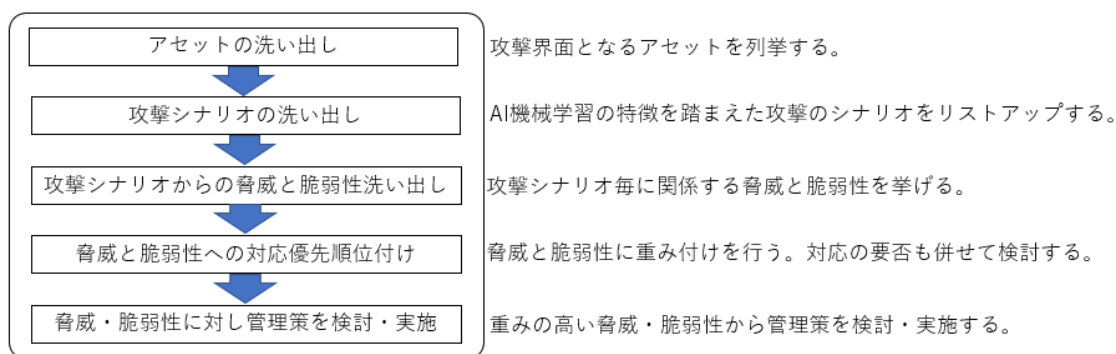 アセットの洗い出し
攻撃界面となるアセットを列挙する。
攻撃シナリオの洗い出し
AI機械学習の特徴を踏まえた攻撃のシナリオをリストアップする。
攻撃シナリオからの脅威と脆弱性洗い出し
攻撃シナリオ毎に関係する脅威と脆弱性を挙げる。
脅威と脆弱性への対応優先順位付け
脅威と脆弱性に重み付けを行う。対応の要否も併せて検討する。
脅威・脆弱性に対し管理策を検討・実施
重みの高い脅威・脆弱性から管理策を検討・実施する。